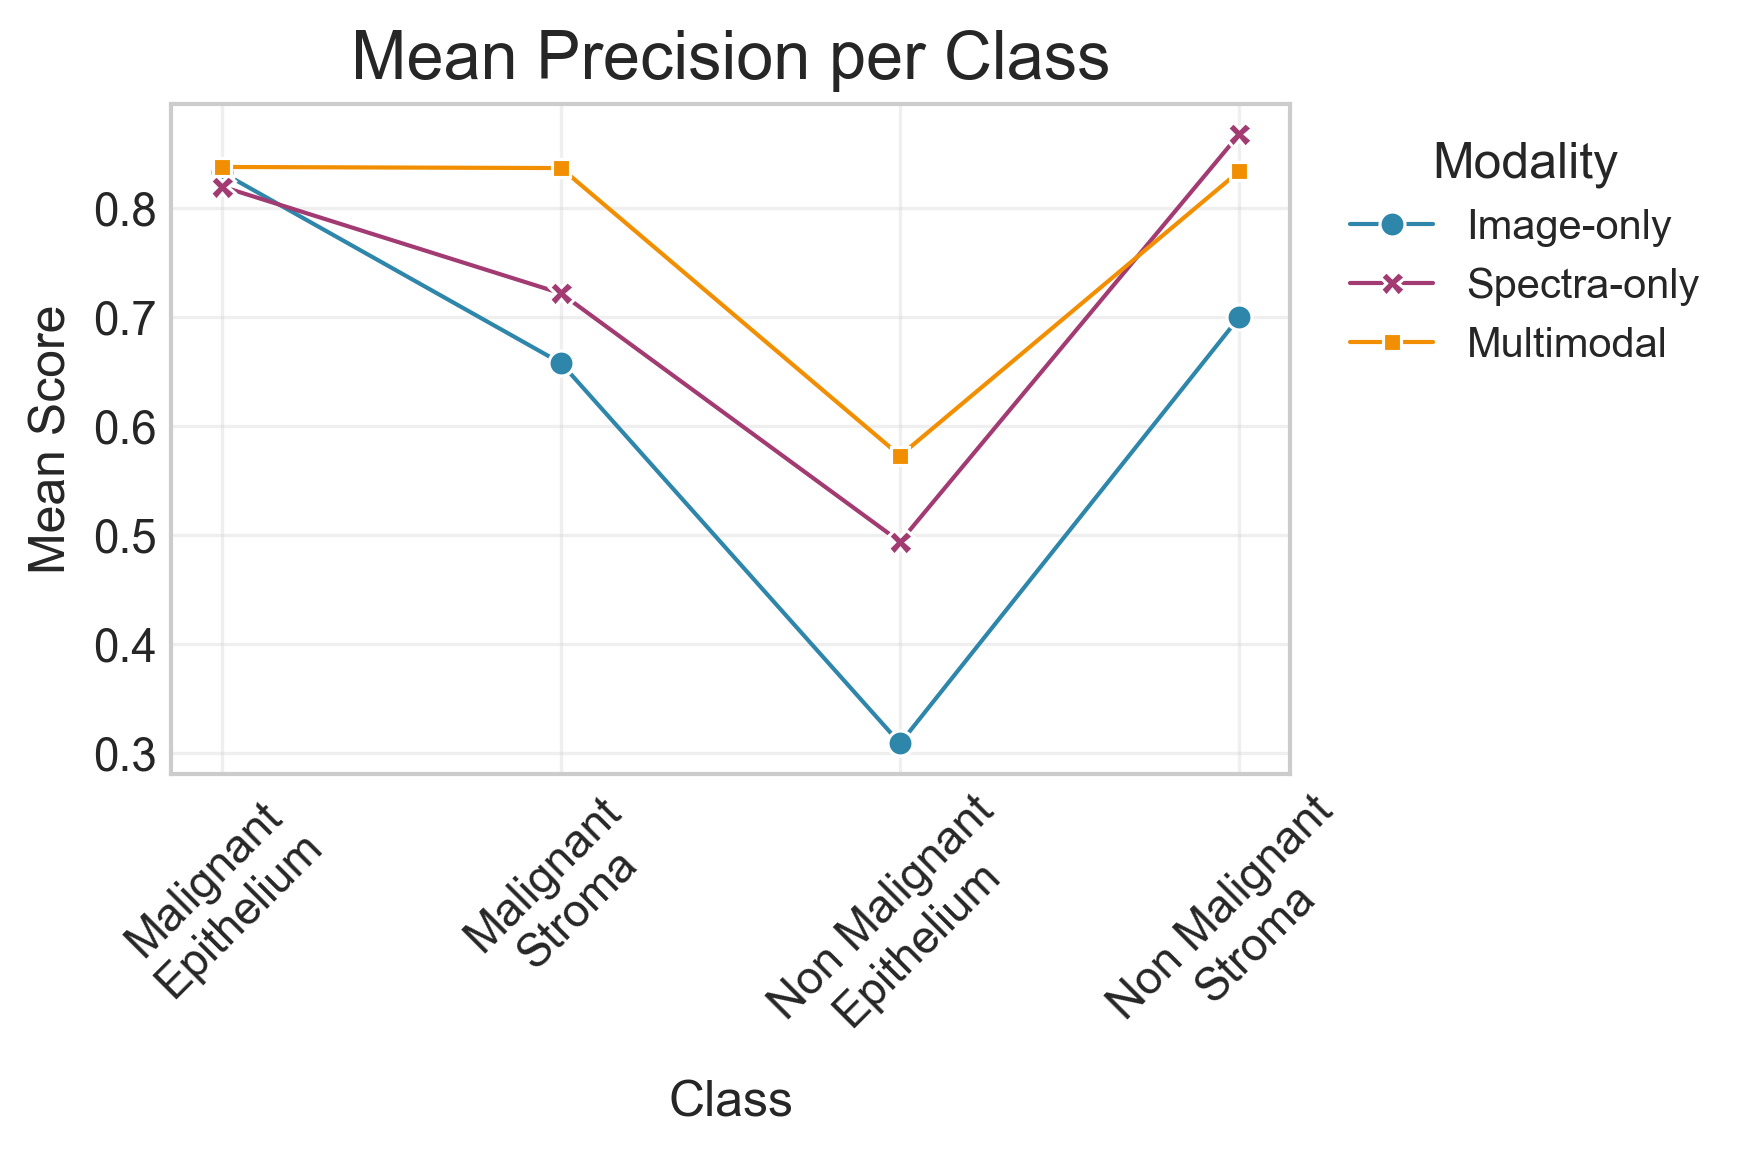 Mean Precision per Class
Mean Score
0.8
0.7
0.6
0.5
0.4
0.3
Malignant
Epithelium
Malignant
Stroma
Non Malignant
Epithelium
Non Malignant
Stroma
Class
Modality
Image-only
Spectra-only
Multimodal